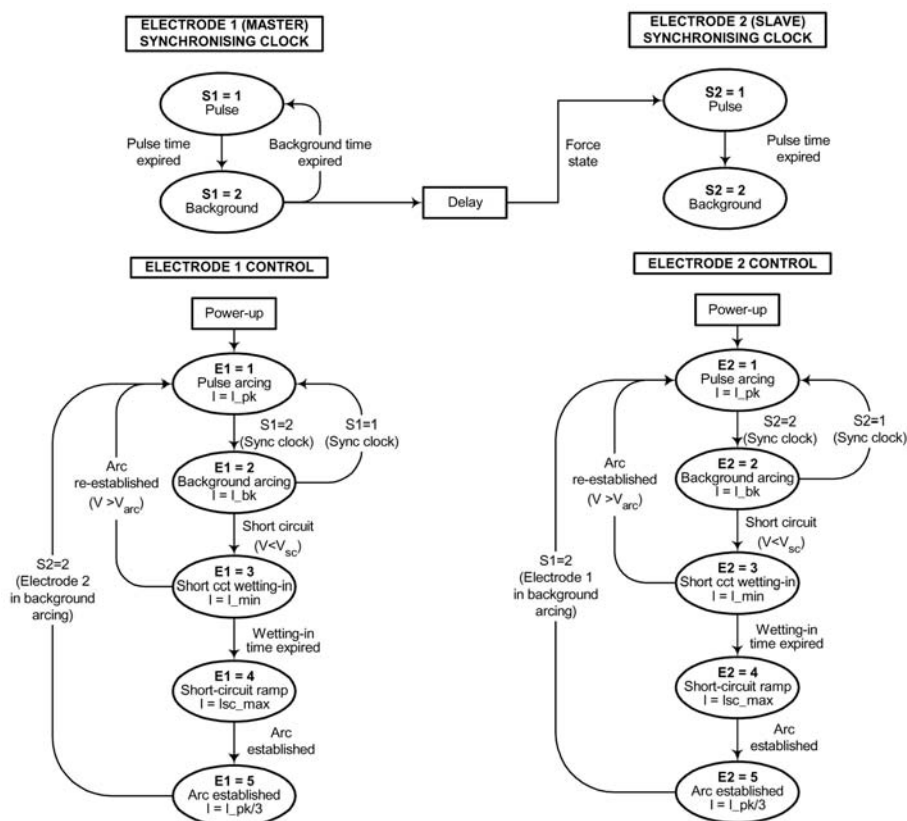 ELECTRODE 1 (MASTER)
SYNCHRONISING CLOCK
S1 = 1
Pulse
Pulse time
expired
Background time
expired
S1 = 2
Background
Delay
Force
state
ELECTRODE 2 (SLAVE)
SYNCHRONISING CLOCK
S2 = 1
Pulse
Pulse time
expired
S2 = 2
Background
ELECTRODE 1 CONTROL
Power-up
E1 = 1
Pulse arcing
I = I_pk
S1=2
(Sync clock)
S1=1
(Sync clock)
Arc
re-established
(V >Varc)
E1 = 2
Background arcing
I = I_bk
Short circuit
(V<Vsc)
S2=2
(Electrode 2
in background
arcing)
E1 = 3
Short cct wetting-in
I = I_min
Wetting-in
time expired
E1 = 4
Short-circuit ramp
I = Isc_max
Arc
established
E1 = 5
Arc established
I = I_pk/3
ELECTRODE 2 CONTROL
Power-up
E2 = 1
Pulse arcing
I = I_pk
S2=2
(Sync clock)
S2=1
(Sync clock)
Arc
re-established
(V >Varc)
E2 = 2
Background arcing
I = I_bk
Short circuit
(V<Vsc)
S1=2
(Electrode 1
in background
arcing)
E2 = 3
Short cct wetting-in
I = I_min
Wetting-in
time expired
E2 = 4
Short-circuit ramp
I = Isc_max
Arc
established
E2 = 5
Arc established
I = I_pk/3